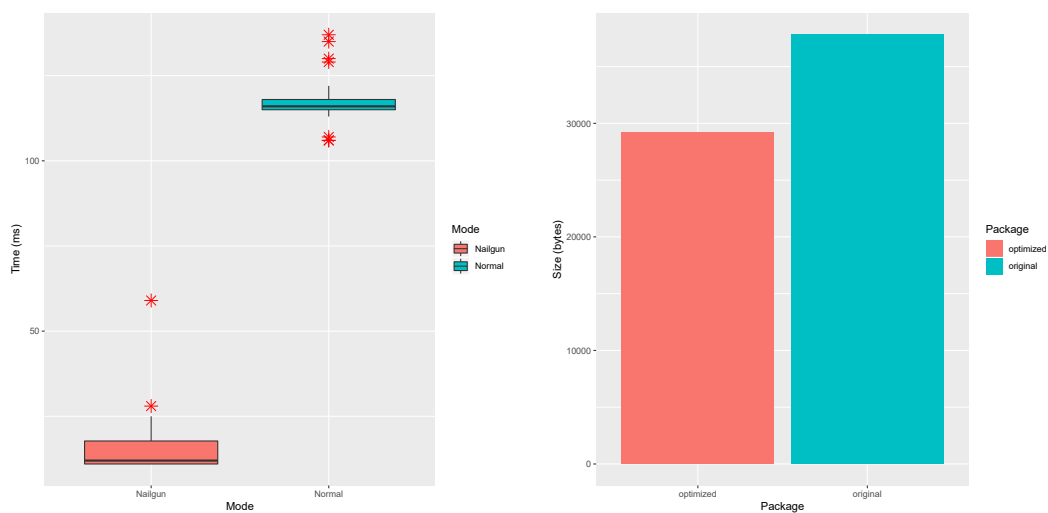 Time (ms)
100
50
Nailgun
Normal
Mode
Mode
Nailgun
Normal
Size (bytes)
30000
20000
10000
0
optimized
original
Package
Package
optimized
original